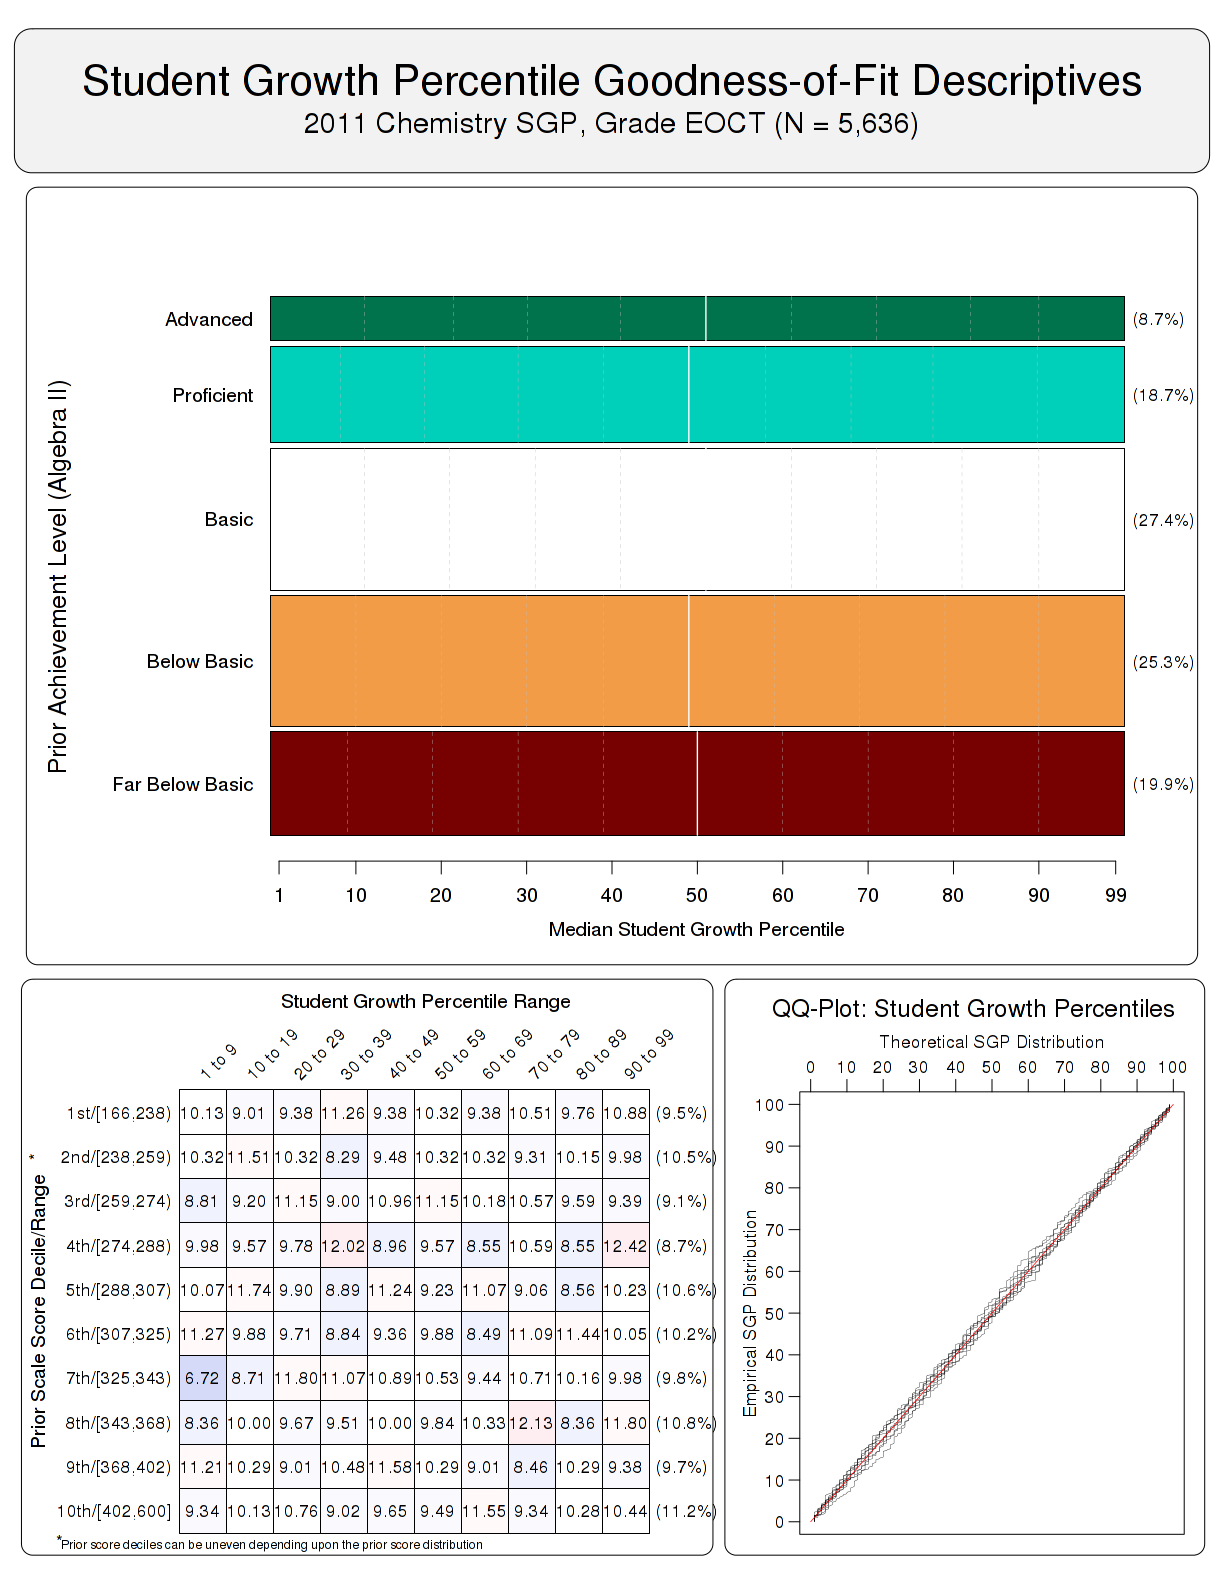 Student Growth Percentile Goodness-of-Fit Descriptives
2011 Chemistry SGP, Grade EOCT (N = 5,636)
Prior Achievement Level (Algebra II)
Advanced (8.7%)
Proficient (18.7%)
Basic (27.4%)
Below Basic (25.3%)
Far Below Basic (19.9%)
1 10 20 30 40 50 60 70 80 90 99
Median Student Growth Percentile
Student Growth Percentile Range
1 to 9 10 to 19 20 to 29 30 to 39 40 to 49 50 to 59 60 to 69 70 to 79 80 to 89 90 to 99
Prior Scale Score Decile/Range *
1st/[166,238) 10.13 9.01 9.38 11.26 9.38 10.32 9.38 10.51 9.76 10.88 (9.5%)
2nd/[238,259) 10.32 11.51 10.32 8.29 9.48 10.32 10.32 9.31 10.15 9.98 (10.5%)
3rd/[259,274) 8.81 9.20 11.15 9.00 10.96 11.15 10.18 10.57 9.59 9.39 (9.1%)
4th/[274,288) 9.98 9.57 9.78 12.02 8.96 9.57 8.55 10.59 8.55 12.42 (8.7%)
5th/[288,307) 10.07 11.74 9.90 8.89 11.24 9.23 11.07 9.06 8.56 10.23 (10.6%)
6th/[307,325) 11.27 9.88 9.71 8.84 9.36 9.88 8.49 11.09 11.44 10.05 (10.2%)
7th/[325,343) 6.72 8.71 11.80 11.07 10.89 10.53 9.44 10.71 10.16 9.98 (9.8%)
8th/[343,368) 8.36 10.00 9.67 9.51 10.00 9.84 10.33 12.13 8.36 11.80 (10.8%)
9th/[368,402) 11.21 10.29 9.01 10.48 11.58 10.29 9.01 8.46 10.29 9.38 (9.7%)
10th/[402,600] 9.34 10.13 10.76 9.02 9.65 9.49 11.55 9.34 10.28 10.44 (11.2%)
*Prior score deciles can be uneven depending upon the prior score distribution
QQ-Plot: Student Growth Percentiles
Theoretical SGP Distribution
0 10 20 30 40 50 60 70 80 90 100
Empirical SGP Distribution
100
90
80
70
60
50
40
30
20
10
0